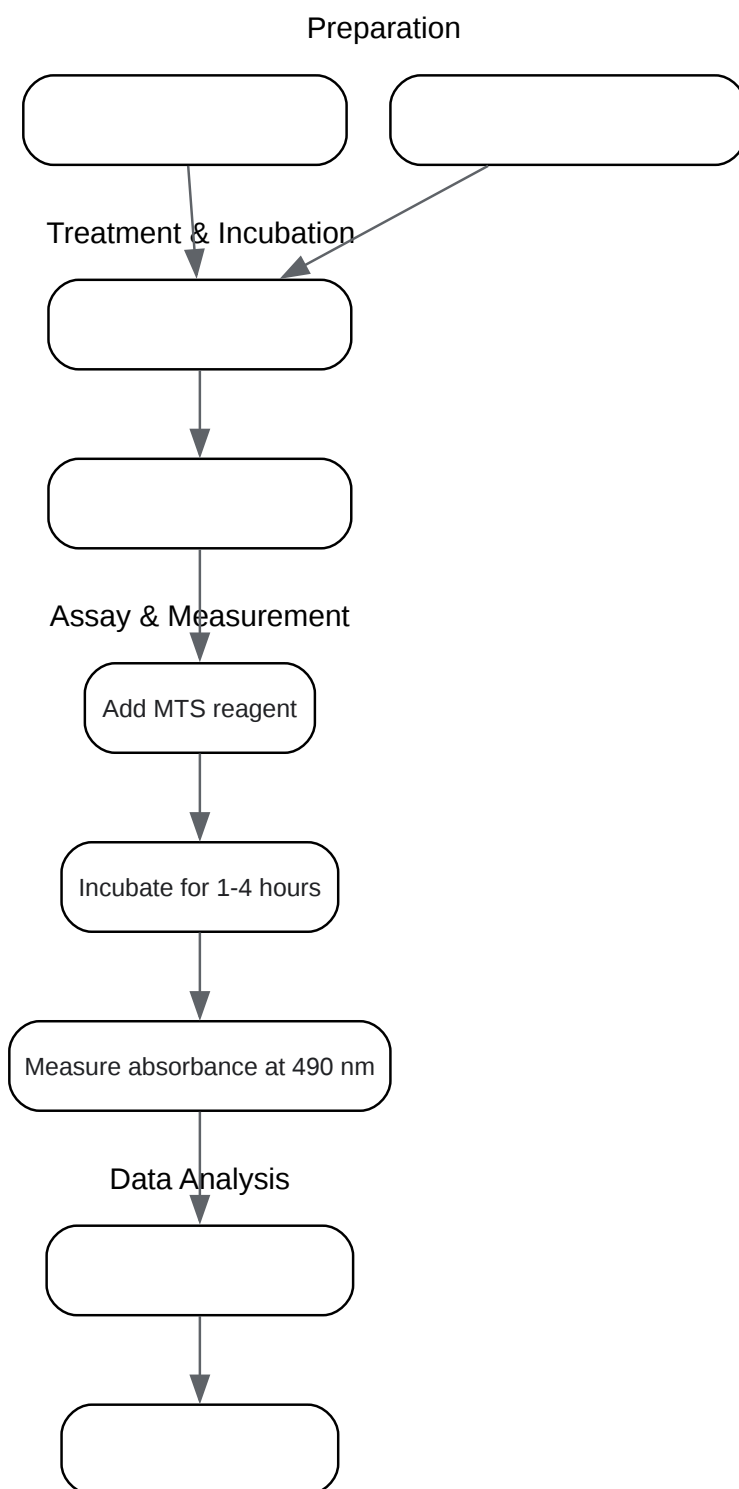 Preparation
Treatment & Incubation
Assay & Measurement
Add MTS reagent
Incubate for 1-4 hours
Measure absorbance at 490 nm
Data Analysis